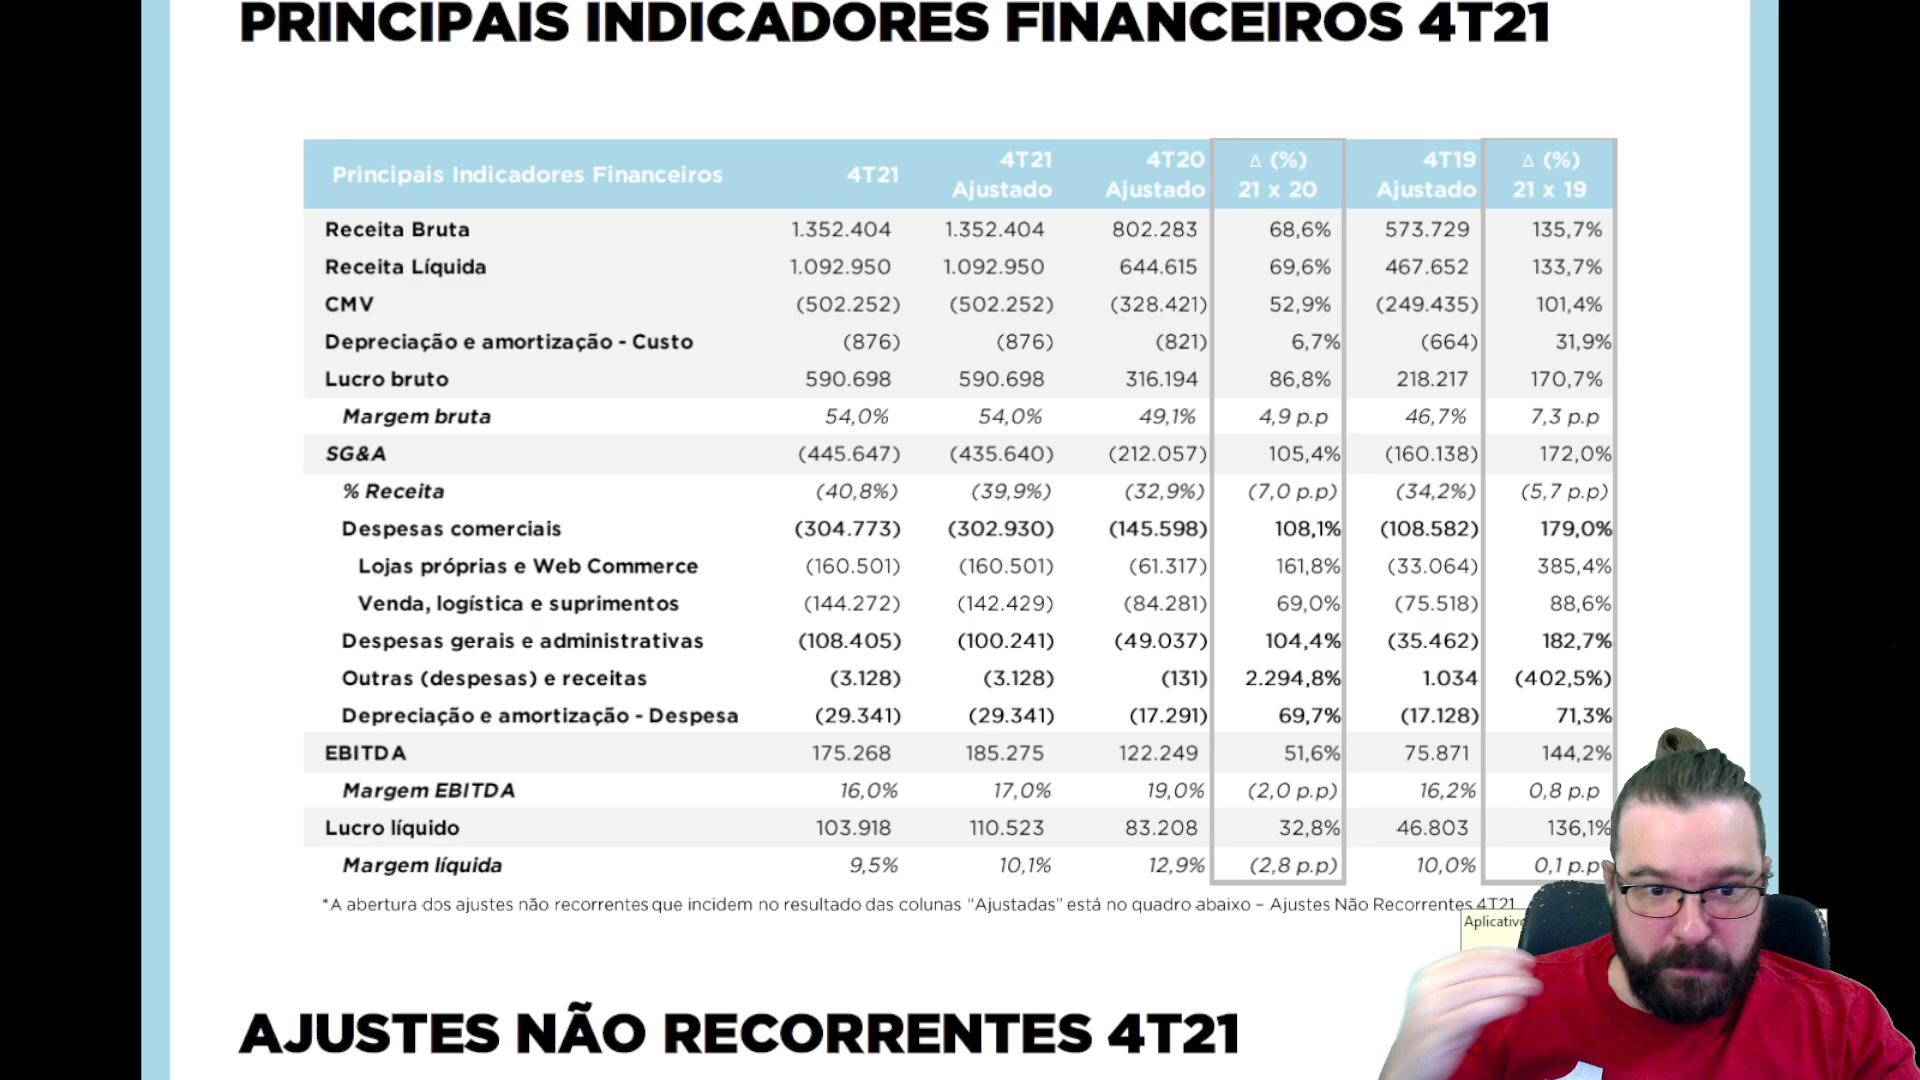 PRINCIPAIS INDICADORES FINANCEIROS 4T21
Principais Indicadores Financeiros 4T21 4T21 Ajustado 4T20 Ajustado Δ (%) 21 x 20 4T19 Ajustado Δ (%) 21 x 19
Receita Bruta 1.352.404 1.352.404 802.283 68,6% 573.729 135,7%
Receita Líquida 1.092.950 1.092.950 644.615 69,6% 467.652 133,7%
CMV (502.252) (502.252) (328.421) 52,9% (249.435) 101,4%
Depreciação e amortização - Custo (876) (876) (821) 6,7% (664) 31,9%
Lucro bruto 590.698 590.698 316.194 86,8% 218.217 170,7%
Margem bruta 54,0% 54,0% 49,1% 4,9 p.p 46,7% 7,3 p.p
SG&A (445.647) (435.640) (212.057) 105,4% (160.138) 172,0%
% Receita (40,8%) (39,9%) (32,9%) (7,0 p.p) (34,2%) (5,7 p.p)
Despesas comerciais (304.773) (302.930) (145.598) 108,1% (108.582) 179,0%
Lojas próprias e Web Commerce (160.501) (160.501) (61.317) 161,8% (33.064) 385,4%
Venda, logística e suprimentos (144.272) (142.429) (84.281) 69,0% (75.518) 88,6%
Despesas gerais e administrativas (108.405) (100.241) (49.037) 104,4% (35.462) 182,7%
Outras (despesas) e receitas (3.128) (3.128) (131) 2.294,8% 1.034 (402,5%)
Depreciação e amortização - Despesa (29.341) (29.341) (17.291) 69,7% (17.128) 71,3%
EBITDA 175.268 185.275 122.249 51,6% 75.871 144,2%
Margem EBITDA 16,0% 17,0% 19,0% (2,0 p.p) 16,2% 0,8 p.p
Lucro líquido 103.918 110.523 83.208 32,8% 46.803 136,1%
Margem líquida 9,5% 10,1% 12,9% (2,8 p.p) 10,0% 0,1 p.p
*A abertura dos ajustes não recorrentes que incidem no resultado das colunas “Ajustadas” está no quadro abaixo – Ajustes Não Recorrentes 4T21
AJUSTES NÃO RECORRENTES 4T21